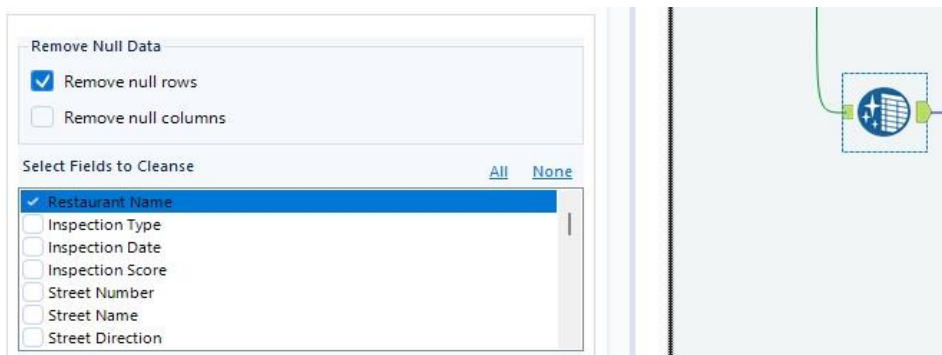 Remove Null Data
Remove null rows
Remove null columns
Select Fields to Cleanse All None
Restaurant Name
Inspection Type
Inspection Date
Inspection Score
Street Number
Street Name
Street Direction